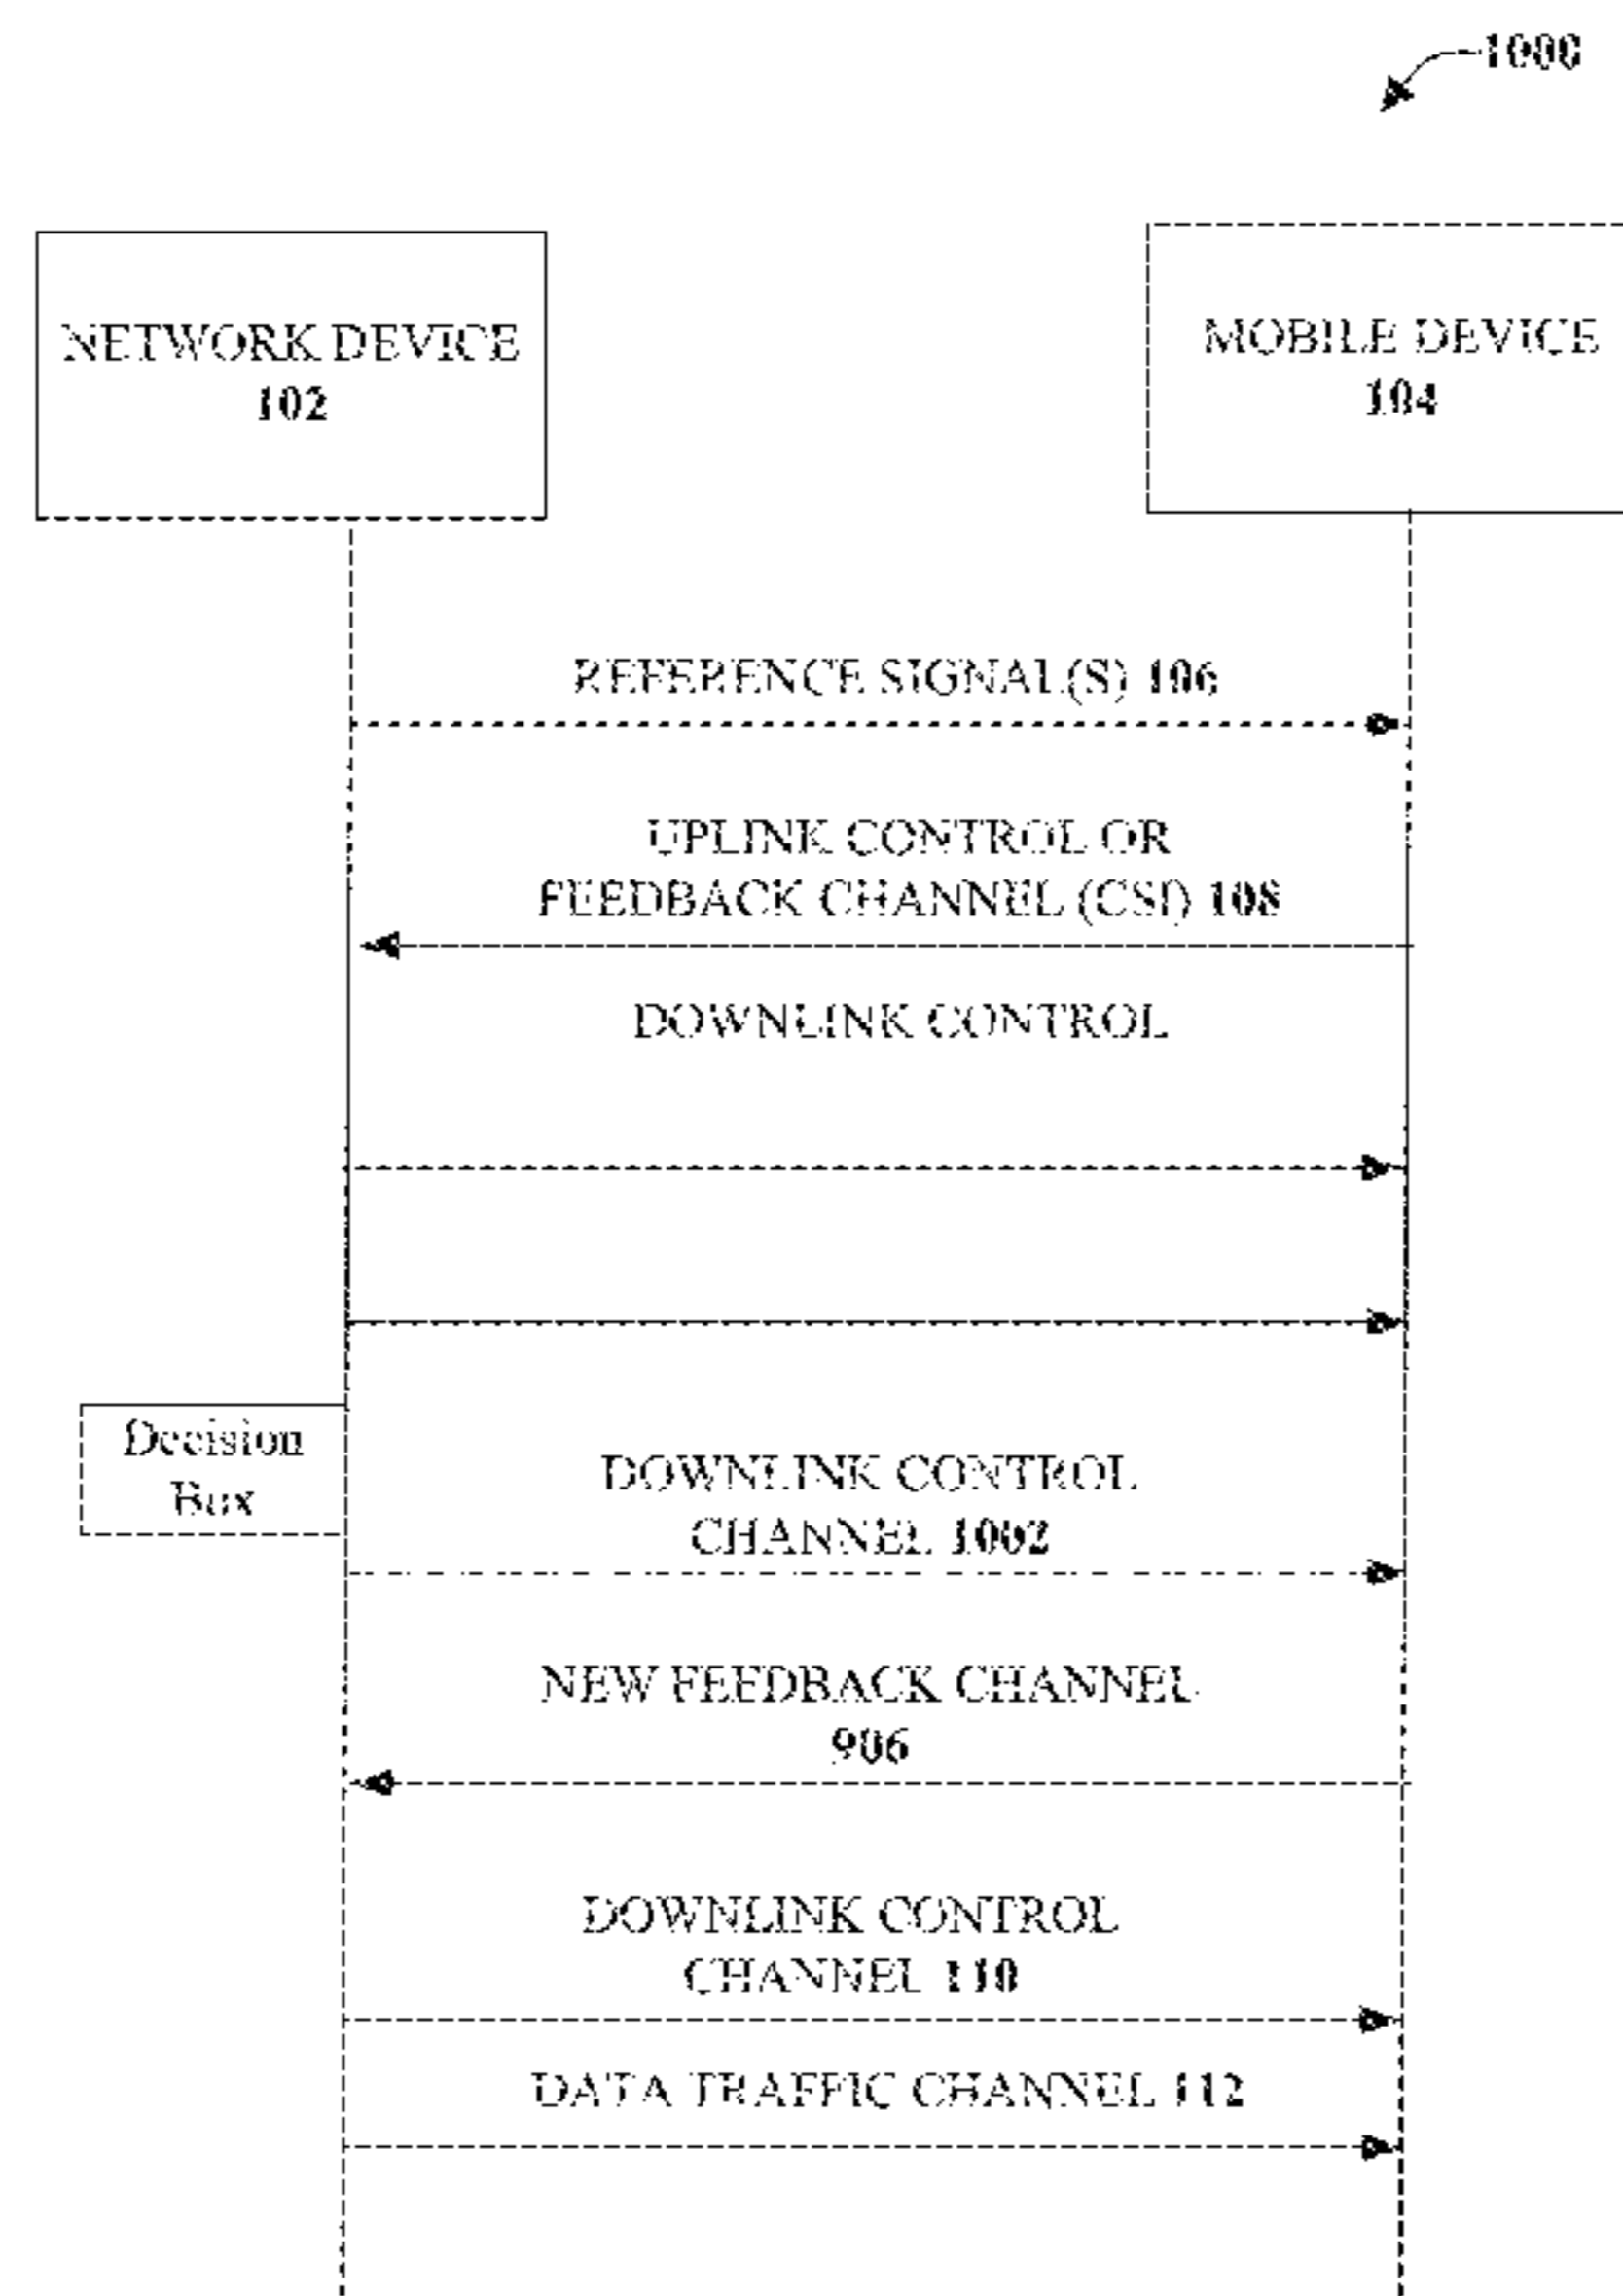 1000
NETWORK DEVICE
102
MOBILE DEVICE
104
REFERENCE SIGNAL(S) 106
UPLINK CONTROL OR
FEEDBACK CHANNEL (CSI) 108
DOWNLINK CONTROL
Decision
Box
DOWNLINK CONTROL
CHANNEL 1002
NEW FEEDBACK CHANNEL
906
DOWNLINK CONTROL
CHANNEL 110
DATA TRAFFIC CHANNEL 112